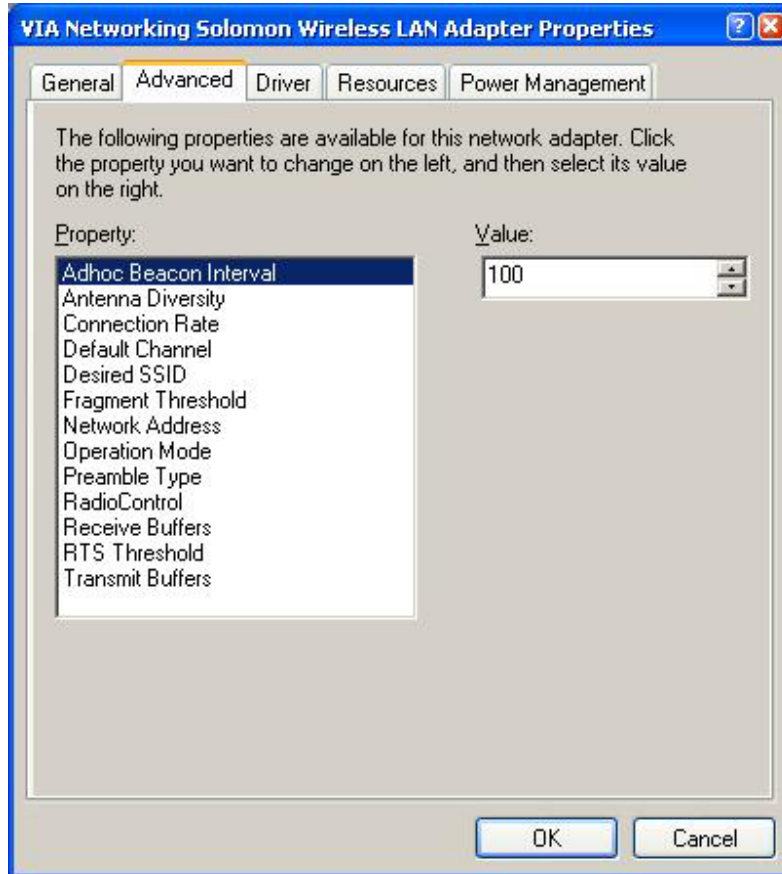 VIA Networking Solomon Wireless LAN Adapter Properties
General Advanced Driver Resources Power Management
The following properties are available for this network adapter. Click
the property you want to change on the left, and then select its value
on the right.
Property: Value:
Adhoc Beacon Interval 100
Antenna Diversity
Connection Rate
Default Channel
Desired SSID
Fragment Threshold
Network Address
Operation Mode
Preamble Type
RadioControl
Receive Buffers
RTS Threshold
Transmit Buffers
OK Cancel